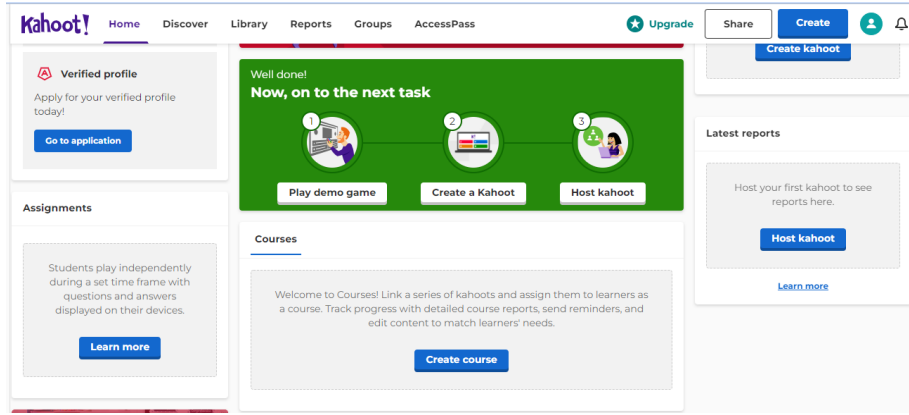 Kahoot!
Home
Discover
Library
Reports
Groups
AccessPass
Upgrade
Share
Create
Verified profile
Apply for your verified profile
today!
Go to application
Assignments
Students play independently
during a set time frame with
questions and answers
displayed on their devices.
Learn more
Well done!
Now, on to the next task
1
2
3
Play demo game
Create a Kahoot
Host kahoot
Courses
Welcome to Courses! Link a series of kahoots and assign them to learners as
a course. Track progress with detailed course reports, send reminders, and
edit content to match learners' needs.
Create course
Create kahoot
Latest reports
Host your first kahoot to see
reports here.
Host kahoot
Learn more